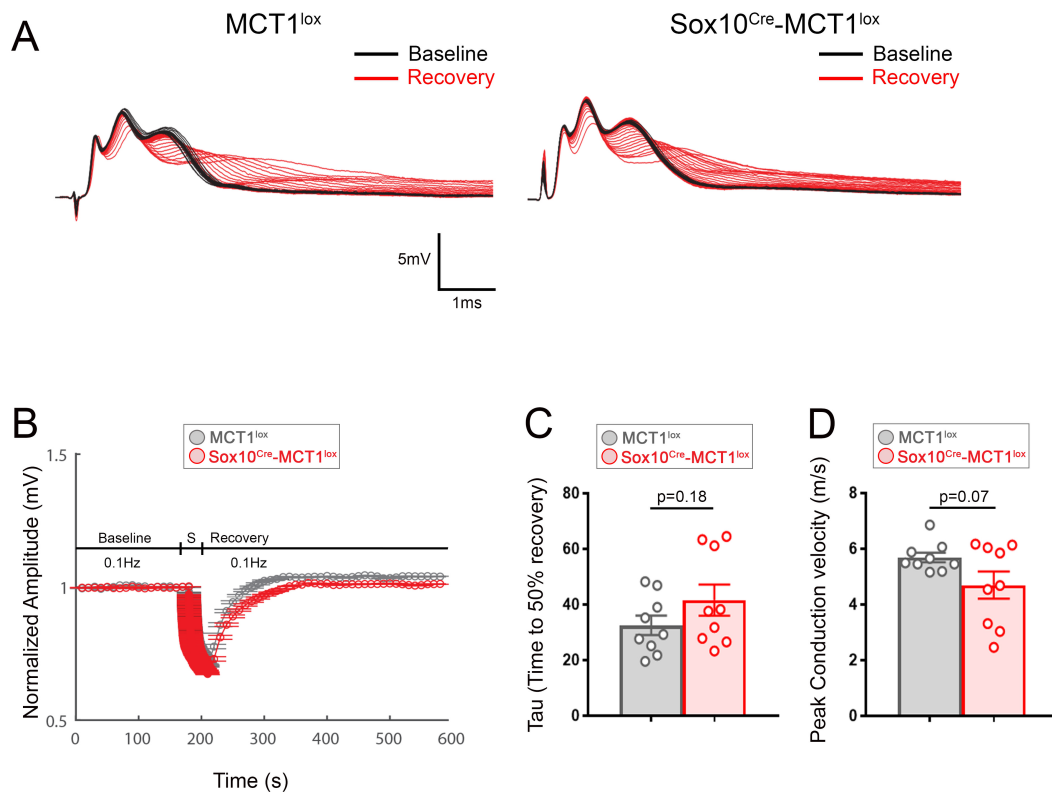 A
MCT1lox
Baseline
Recovery
Sox10Cre-MCT1lox
Baseline
Recovery
5mV
1ms
B
MCT1lox
Sox10Cre-MCT1lox
Normalized Amplitude (mV)
1.5
1
0.5
Baseline
S
Recovery
0.1Hz
0.1Hz
0
100
200
300
400
500
600
Time (s)
C
MCT1lox
Sox10Cre-MCT1lox
Tau (Time to 50% recovery)
80
60
40
20
0
p=0.18
D
MCT1lox
Sox10Cre-MCT1lox
Peak Conduction velocity (m/s)
8
6
4
2
0
p=0.07